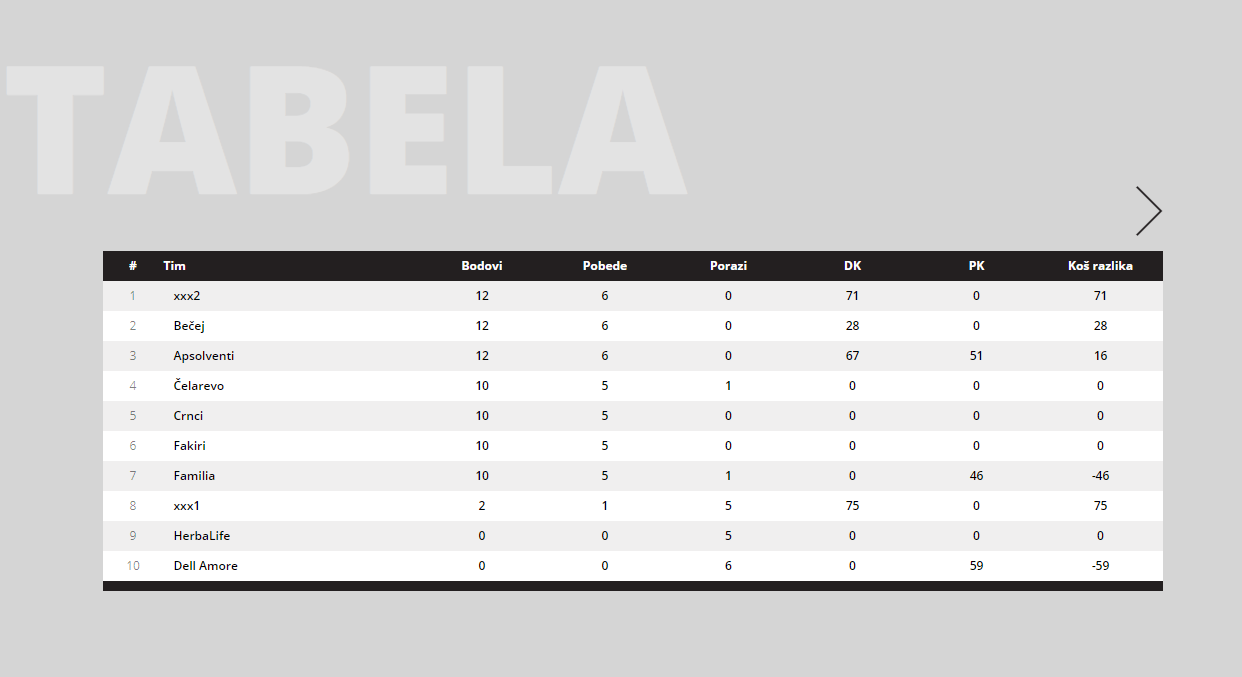 TABELA
# Tim Bodovi Pobede Porazi DK PK Koš razlika
1 xxx2 12 6 0 71 0 71
2 Bečej 12 6 0 28 0 28
3 Apsolventi 12 6 0 67 51 16
4 Čelarevo 10 5 1 0 0 0
5 Crnci 10 5 0 0 0 0
6 Fakiri 10 5 0 0 0 0
7 Familia 10 5 1 0 46 -46
8 xxx1 2 1 5 75 0 75
9 HerbaLife 0 0 5 0 0 0
10 Dell Amore 0 0 6 0 59 -59